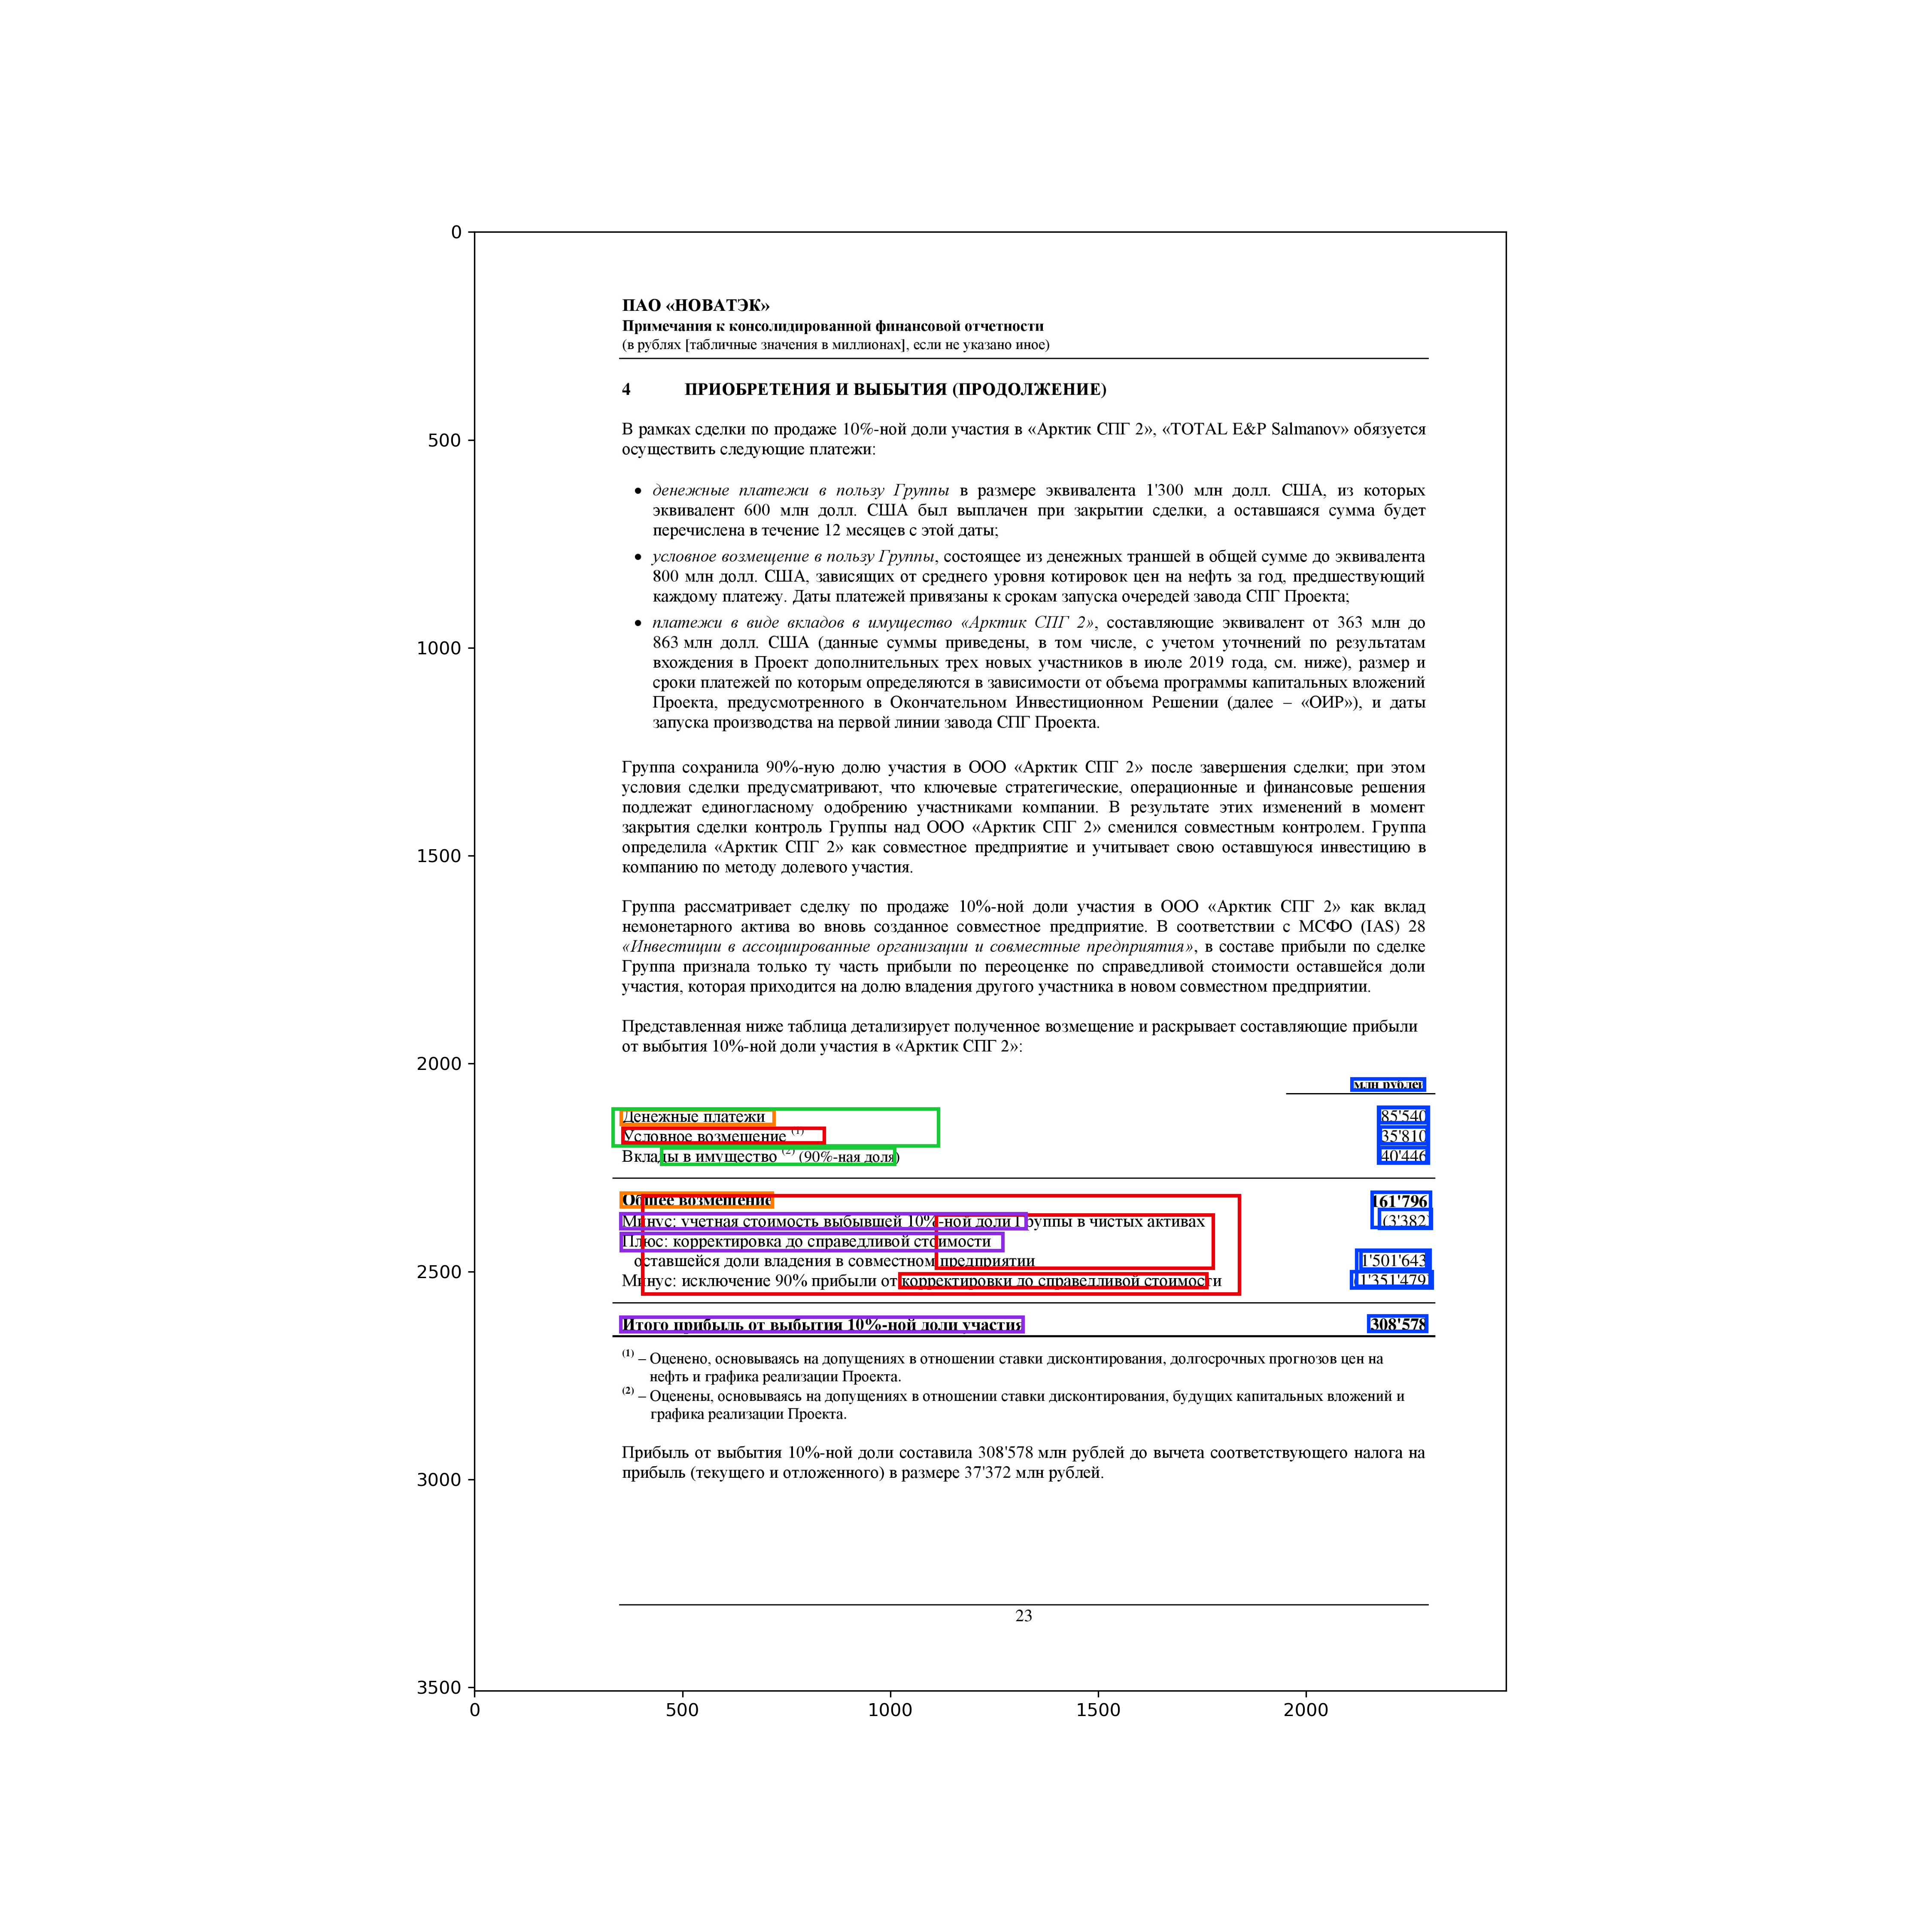 0
500
1000
1500
2000
2500
3000
3500
0
500
1000
1500
2000
ПАО «НОВАТЭК»
Примечания к консолидированной финансовой отчетности
(в рублях [табличные значения в миллионах], если не указано иное)
4 ПРИОБРЕТЕНИЯ И ВЫБЫТИЯ (ПРОДОЛЖЕНИЕ)
В рамках сделки по продаже 10%-ной доли участия в «Арктик СПГ 2», «TOTAL E&P Salmanov» обязуется
осуществить следующие платежи:
• денежные платежи в пользу Группы в размере эквивалента 1'300 млн долл. США, из которых
эквивалент 600 млн долл. США был выплачен при закрытии сделки, а оставшаяся сумма будет
перечислена в течение 12 месяцев с этой даты;
• условное возмещение в пользу Группы, состоящее из денежных траншей в общей сумме до эквивалента
800 млн долл. США, зависящих от среднего уровня котировок цен на нефть за год, предшествующий
каждому платежу. Даты платежей привязаны к срокам запуска очередей завода СПГ Проекта;
• платежи в виде вкладов в имущество «Арктик СПГ 2», составляющие эквивалент от 363 млн до
863 млн долл. США (данные суммы приведены, в том числе, с учетом уточнений по результатам
вхождения в Проект дополнительных трех новых участников в июле 2019 года, см. ниже), размер и
сроки платежей по которым определяются в зависимости от объема программы капитальных вложений
Проекта, предусмотренного в Окончательном Инвестиционном Решении (далее – «ОИР»), и даты
запуска производства на первой линии завода СПГ Проекта.
Группа сохранила 90%-ную долю участия в ООО «Арктик СПГ 2» после завершения сделки; при этом
условия сделки предусматривают, что ключевые стратегические, операционные и финансовые решения
подлежат единогласному одобрению участниками компании. В результате этих изменений в момент
закрытия сделки контроль Группы над ООО «Арктик СПГ 2» сменился совместным контролем. Группа
определила «Арктик СПГ 2» как совместное предприятие и учитывает свою оставшуюся инвестицию в
компанию по методу долевого участия.
Группа рассматривает сделку по продаже 10%-ной доли участия в ООО «Арктик СПГ 2» как вклад
немонетарного актива во вновь созданное совместное предприятие. В соответствии с МСФО (IAS) 28
«Инвестиции в ассоциированные организации и совместные предприятия», в составе прибыли по сделке
Группа признала только ту часть прибыли по переоценке по справедливой стоимости оставшейся доли
участия, которая приходится на долю владения другого участника в новом совместном предприятии.
Представленная ниже таблица детализирует полученное возмещение и раскрывает составляющие прибыли
от выбытия 10%-ной доли участия в «Арктик СПГ 2»:
млн рублей
Денежные платежи 85'540
Условное возмещение (1) 35'810
Вклады в имущество (2) (90%-ная доля) 40'446
Общее возмещение 161'796
Минус: учетная стоимость выбывшей 10%-ной доли Группы в чистых активах (3'382)
Плюс: корректировка до справедливой стоимости
оставшейся доли владения в совместном предприятии 1'501'643
Минус: исключение 90% прибыли от корректировки до справедливой стоимости (1'351'479)
Итого прибыль от выбытия 10%-ной доли участия 308'578
(1) – Оценено, основываясь на допущениях в отношении ставки дисконтирования, долгосрочных прогнозов цен на
нефть и графика реализации Проекта.
(2) – Оценены, основываясь на допущениях в отношении ставки дисконтирования, будущих капитальных вложений и
графика реализации Проекта.
Прибыль от выбытия 10%-ной доли составила 308'578 млн рублей до вычета соответствующего налога на
прибыль (текущего и отложенного) в размере 37'372 млн рублей.
23